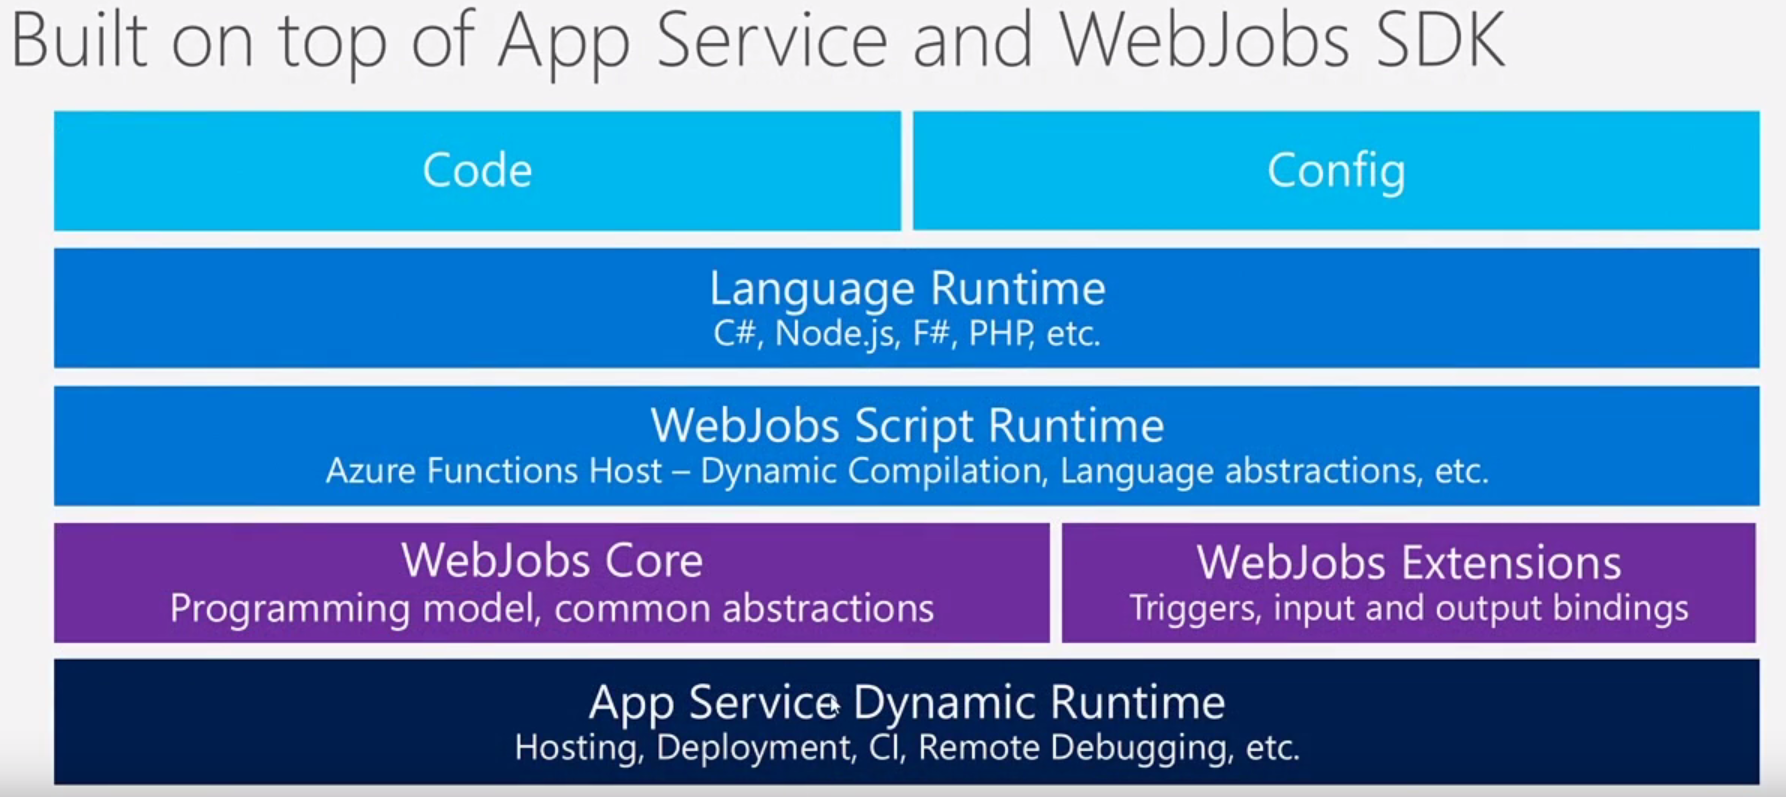 Built on top of App Service and WebJobs SDK
Code
Config
Language Runtime
C#, Node.js, F#, PHP, etc.
WebJobs Script Runtime
Azure Functions Host – Dynamic Compilation, Language abstractions, etc.
WebJobs Core
Programming model, common abstractions
WebJobs Extensions
Triggers, input and output bindings
App Service Dynamic Runtime
Hosting, Deployment, CI, Remote Debugging, etc.